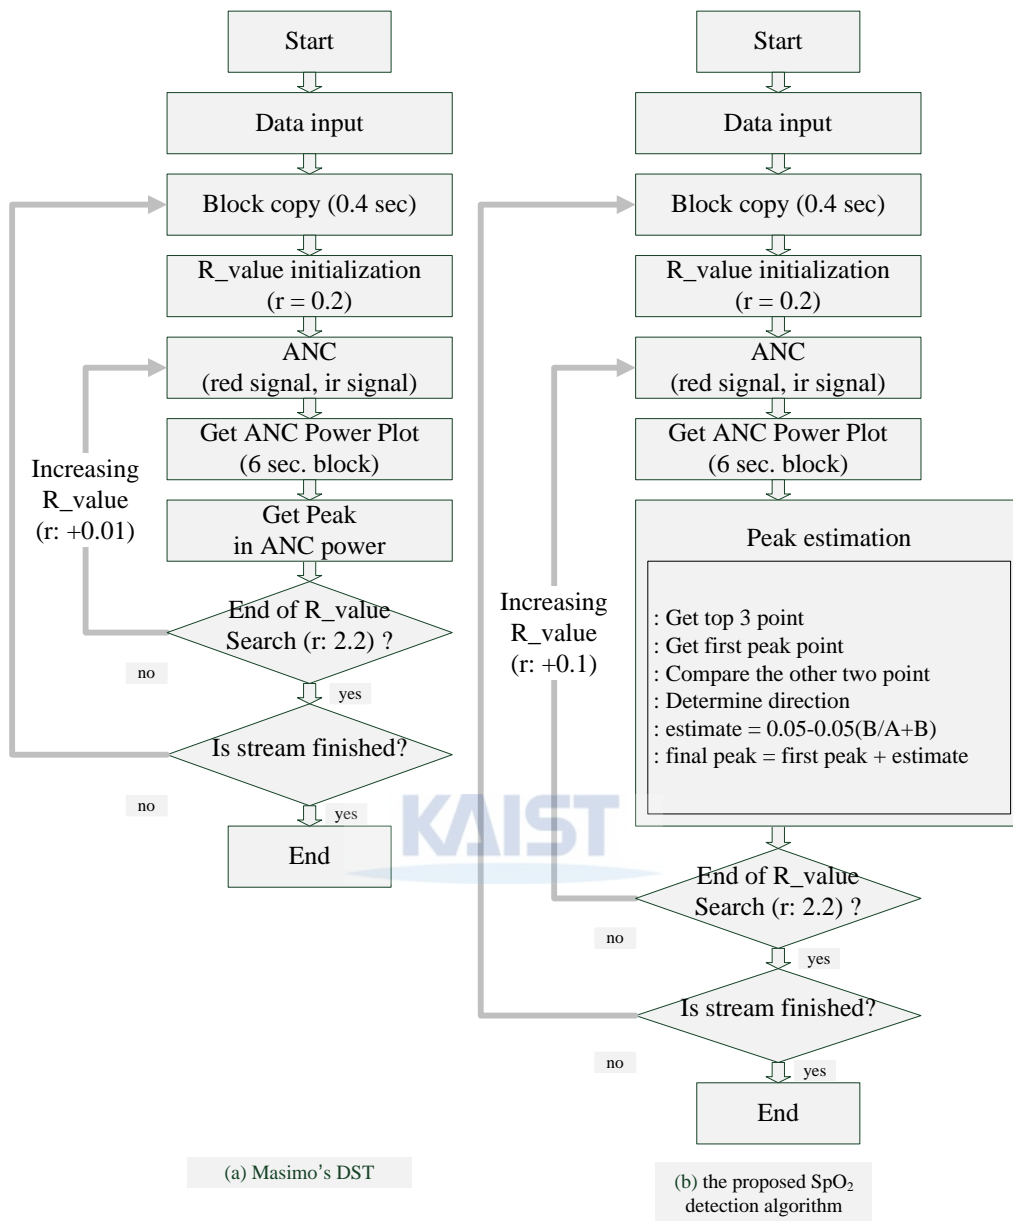 Start
Data input
Block copy (0.4 sec)
R_value initialization
(r = 0.2)
ANC
(red signal, ir signal)
Get ANC Power Plot
(6 sec. block)
Increasing
R_value
(r: +0.01)
Get Peak
in ANC power
End of R_value
Search (r: 2.2) ?
no
yes
Is stream finished?
no
yes
End
(a) Masimo's DST
Start
Data input
Block copy (0.4 sec)
R_value initialization
(r = 0.2)
ANC
(red signal, ir signal)
Get ANC Power Plot
(6 sec. block)
Increasing
R_value
(r: +0.1)
Peak estimation
: Get top 3 point
: Get first peak point
: Compare the other two point
: Determine direction
: estimate = 0.05-0.05(B/A+B)
: final peak = first peak + estimate
End of R_value
Search (r: 2.2) ?
no
yes
Is stream finished?
no
yes
End
(b) the proposed SpO₂
detection algorithm
KAIST